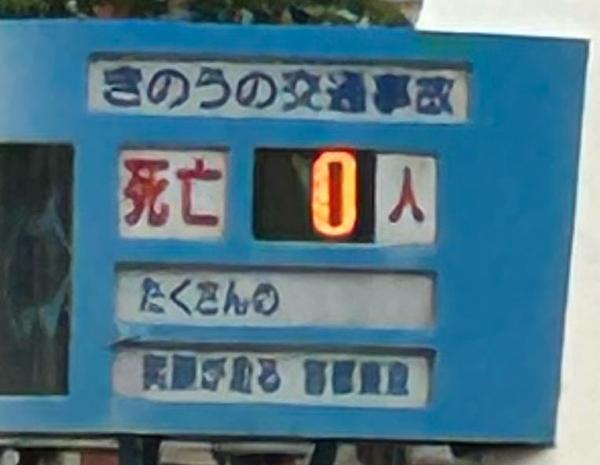 きのうの交通事故
死亡 0 人
たくさんの